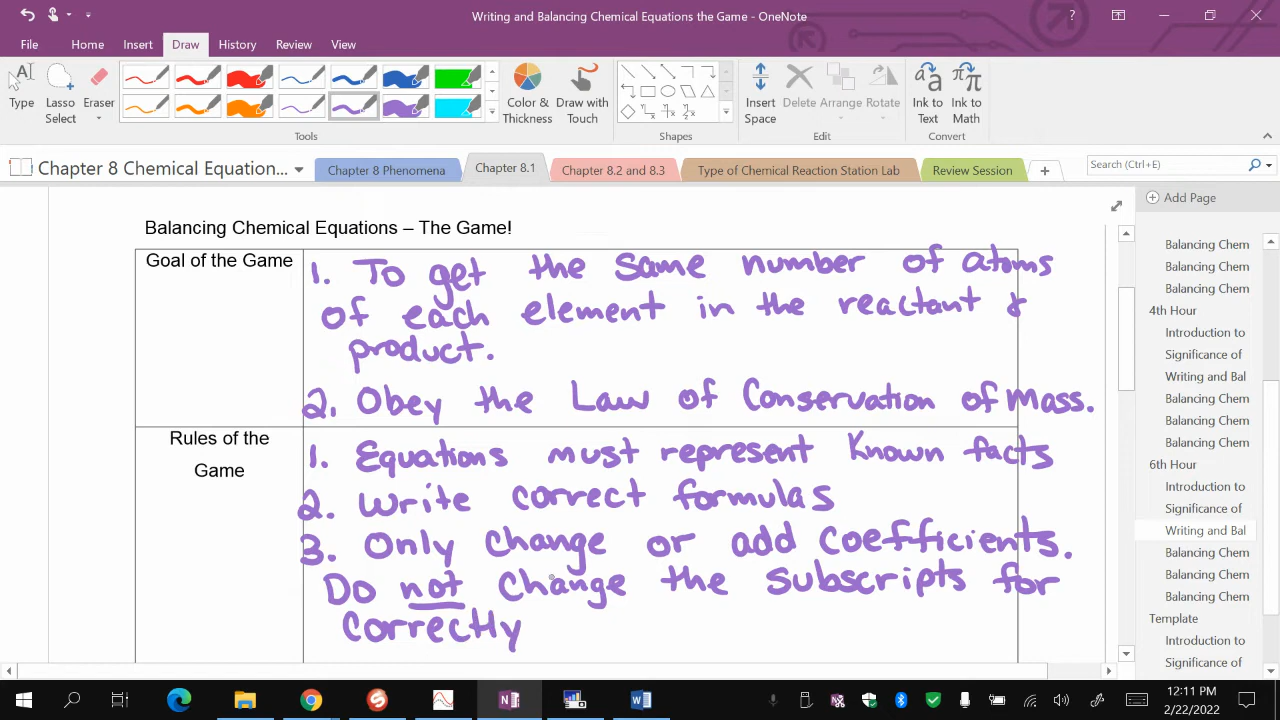 Writing and Balancing Chemical Equations the Game - OneNote
?
File Home Insert Draw History Review View
Type
Lasso Select
Eraser
Color & Thickness
Draw with Touch
Insert Space
Delete
Arrange
Rotate
Ink to Text
Ink to Math
Tools
Shapes
Edit
Convert
Chapter 8 Chemical Equation...
Chapter 8 Phenomena
Chapter 8.1
Chapter 8.2 and 8.3
Type of Chemical Reaction Station Lab
Review Session
Search (Ctrl+E)
Balancing Chemical Equations – The Game!
Goal of the Game
1. To get the same number of atoms
of each element in the reactant &
product.
2. Obey the Law of Conservation of Mass.
Rules of the
Game
1. Equations must represent known facts
2. Write correct formulas
3. Only change or add coefficients.
Do not change the subscripts for
correctly
Add Page
Balancing Chem
Balancing Chem
Balancing Chem
4th Hour
Introduction to
Significance of
Writing and Bal
Balancing Chem
Balancing Chem
Balancing Chem
6th Hour
Introduction to
Significance of
Writing and Bal
Balancing Chem
Balancing Chem
Balancing Chem
Template
Introduction to
Significance of
12:11 PM
2/22/2022